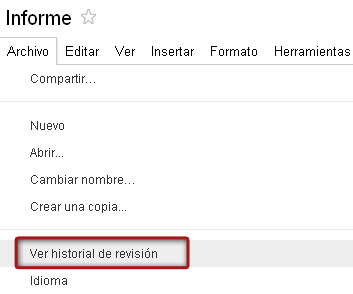 Informe
Archivo Editar Ver Insertar Formato Herramientas
Compartir...
Nuevo
Abrir...
Cambiar nombre...
Crear una copia...
Ver historial de revisión
Idioma